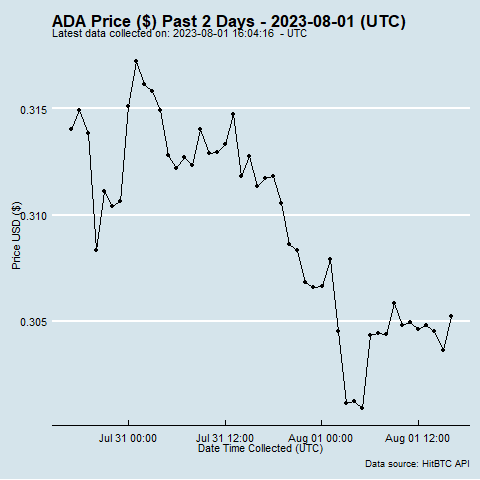 ADA Price ($) Past 2 Days - 2023-08-01 (UTC)
Latest data collected on: 2023-08-01 16:04:16 - UTC
0.315
0.310
0.305
Price USD ($)
Jul 31 00:00 Jul 31 12:00 Aug 01 00:00 Aug 01 12:00
Date Time Collected (UTC)
Data source: HitBTC API